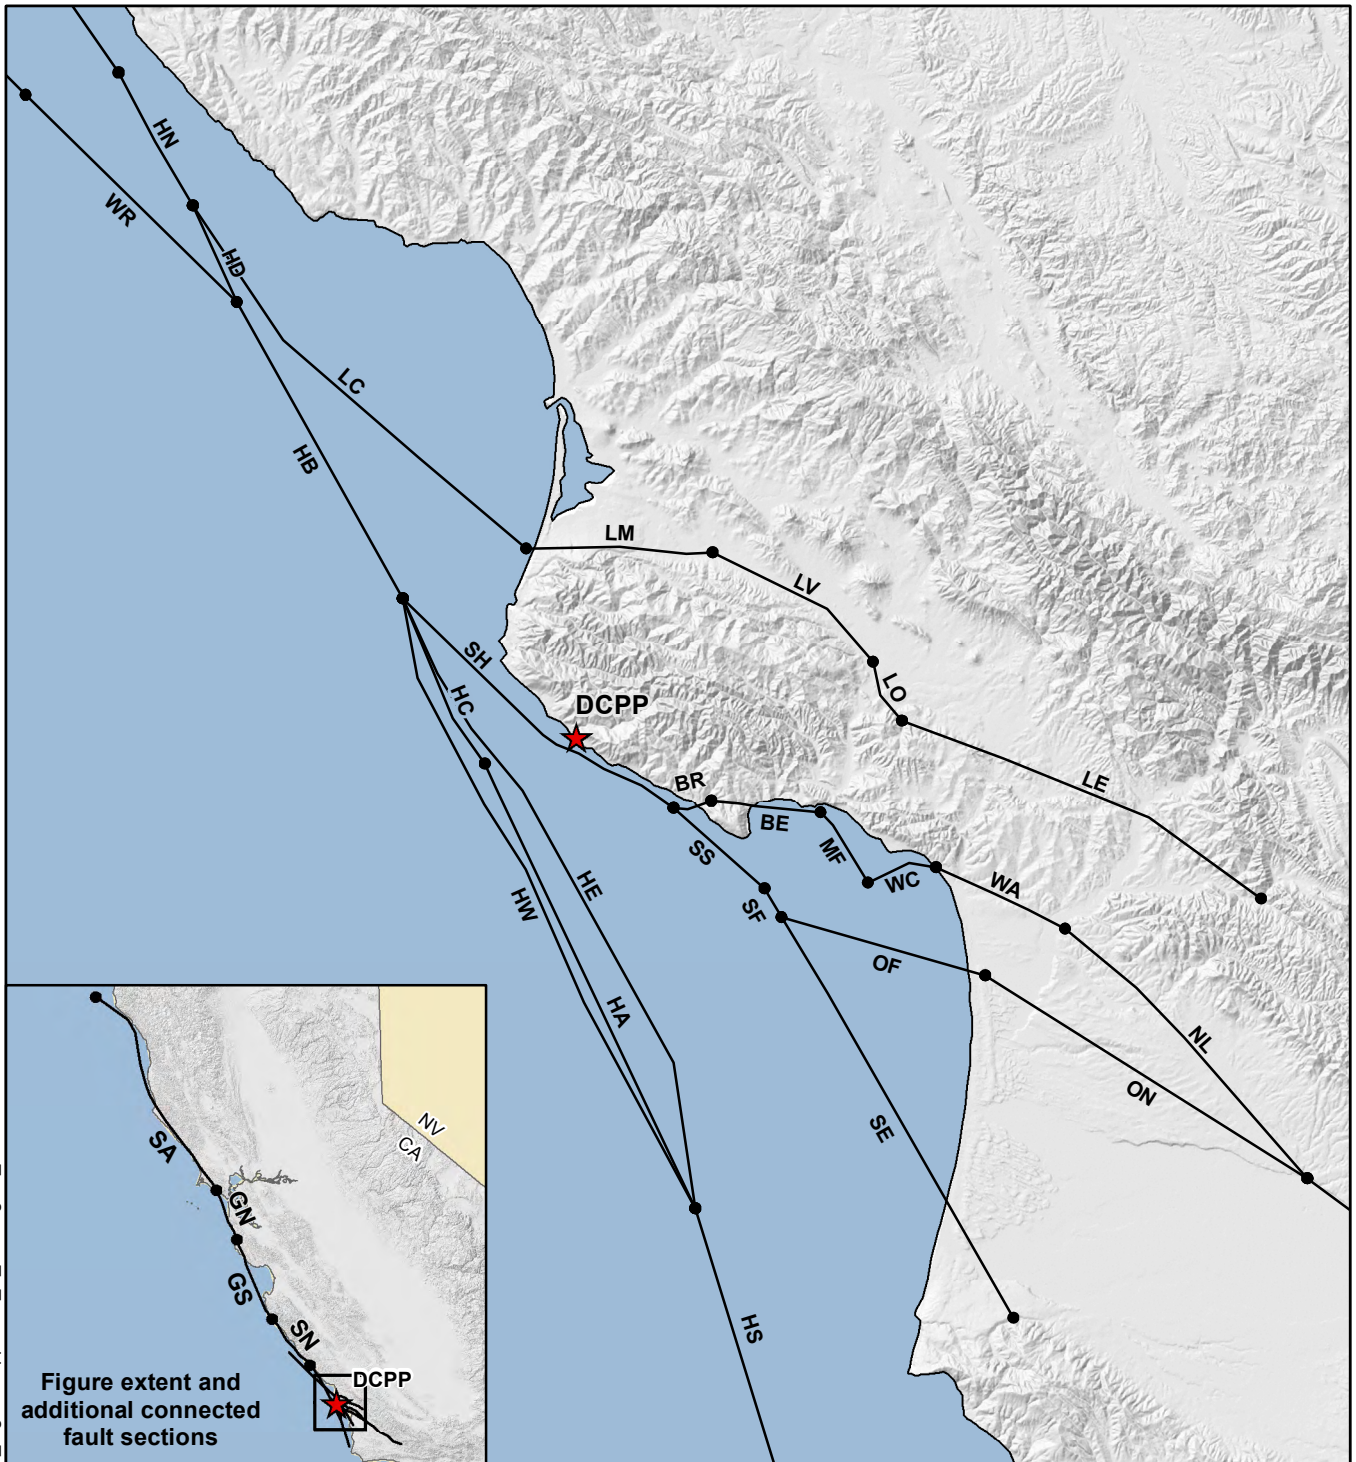 HN
WR
HD
LC
HB
LM
LV
SH
LO
HC
DCPP
BR
LE
BE
SS
MF
HE
WC
WA
HW
SF
OF
HA
NL
ON
SE
HS
NV
CA
SA
GN
GS
SN
DCPP
Figure extent and
additional connected
fault sections